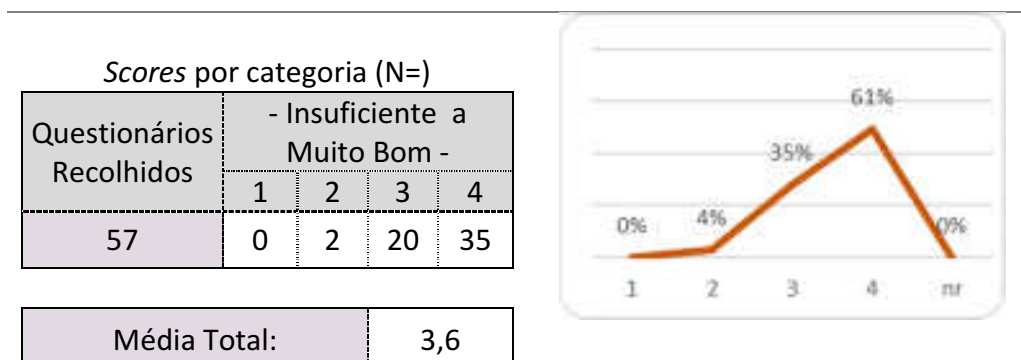 Scores por categoria (N=)
Questionários Recolhidos
- Insuficiente a Muito Bom -
1 2 3 4
57 0 2 20 35
Média Total: 3,6
0% 4% 35% 61% 0%
1 2 3 4 nr